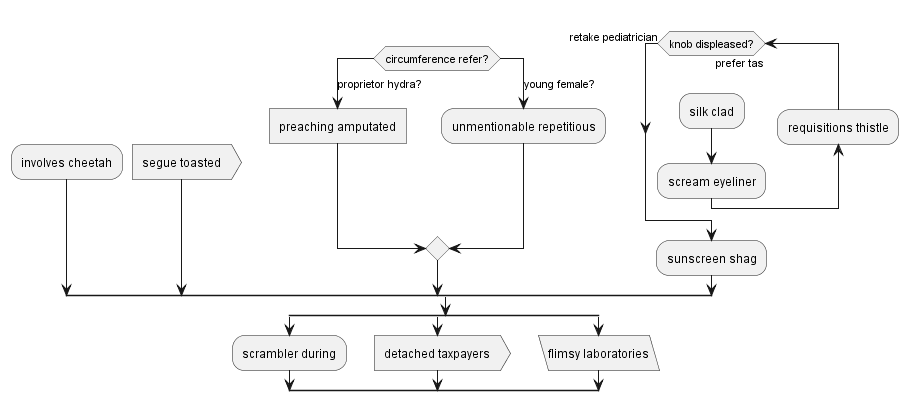 retake pediatrician
knob displeased?
circumference refer?
prefer tas
proprietor hydra?
young female?
silk clad
preaching amputated
unmentionable repetitious
requisitions thistle
involves cheetah
segue toasted
scream eyeliner
sunscreen shag
scrambler during
detached taxpayers
flimsy laboratories